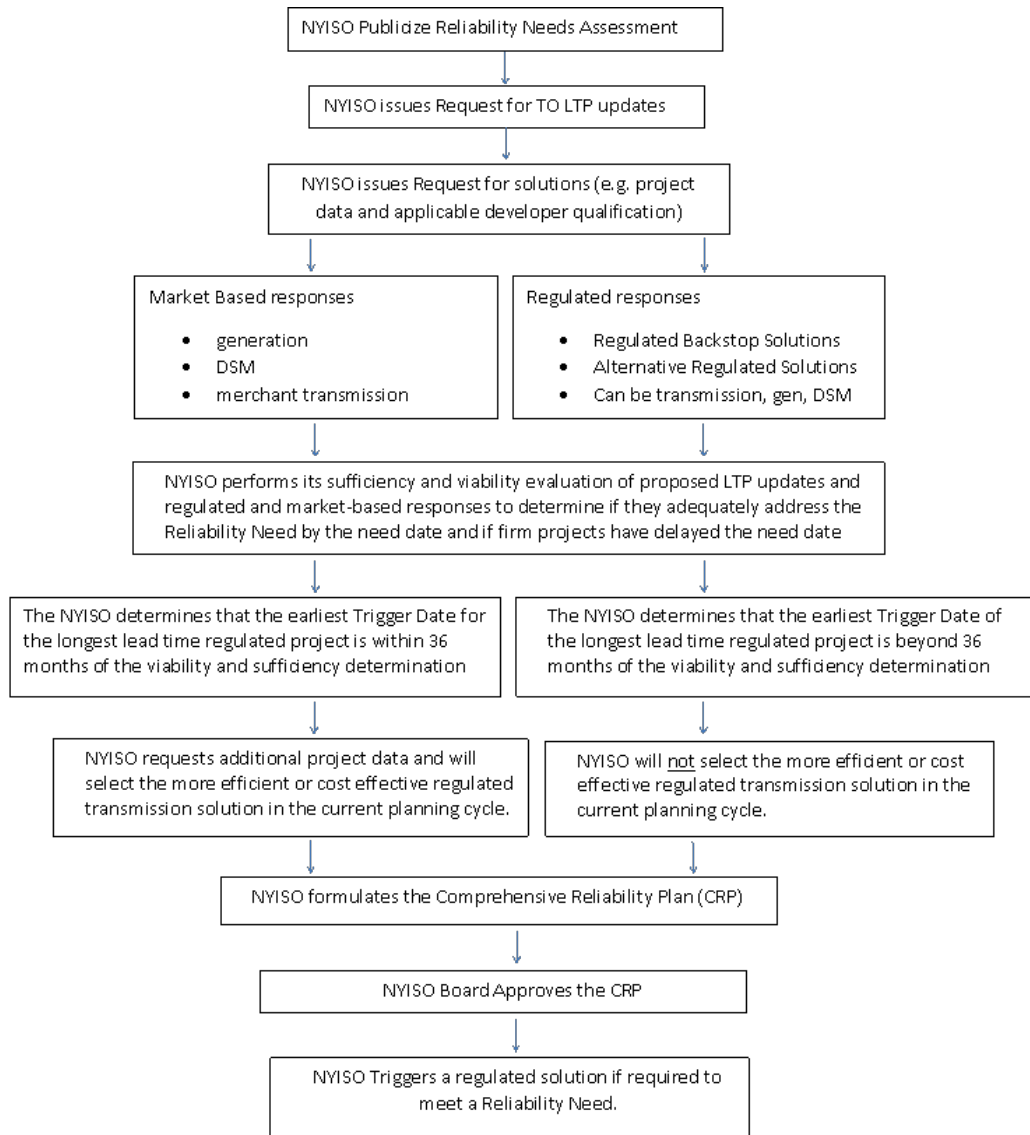 NYISO Publicize Reliability Needs Assessment
NYISO issues Request for TO LTP updates
NYISO issues Request for solutions (e.g. project
data and applicable developer qualification)
Market Based responses
• generation
• DSM
• merchant transmission
Regulated responses
• Regulated Backstop Solutions
• Alternative Regulated Solutions
• Can be transmission, gen, DSM
NYISO performs its sufficiency and viability evaluation of proposed LTP updates and
regulated and market-based responses to determine if they adequately address the
Reliability Need by the need date and if firm projects have delayed the need date
The NYISO determines that the earliest Trigger Date for
the longest lead time regulated project is within 36
months of the viability and sufficiency determination
The NYISO determines that the earliest Trigger Date of
the longest lead time regulated project is beyond 36
months of the viability and sufficiency determination
NYISO requests additional project data and will
select the more efficient or cost effective regulated
transmission solution in the current planning cycle.
NYISO will not select the more efficient or cost
effective regulated transmission solution in the
current planning cycle.
NYISO formulates the Comprehensive Reliability Plan (CRP)
NYISO Board Approves the CRP
NYISO Triggers a regulated solution if required to
meet a Reliability Need.